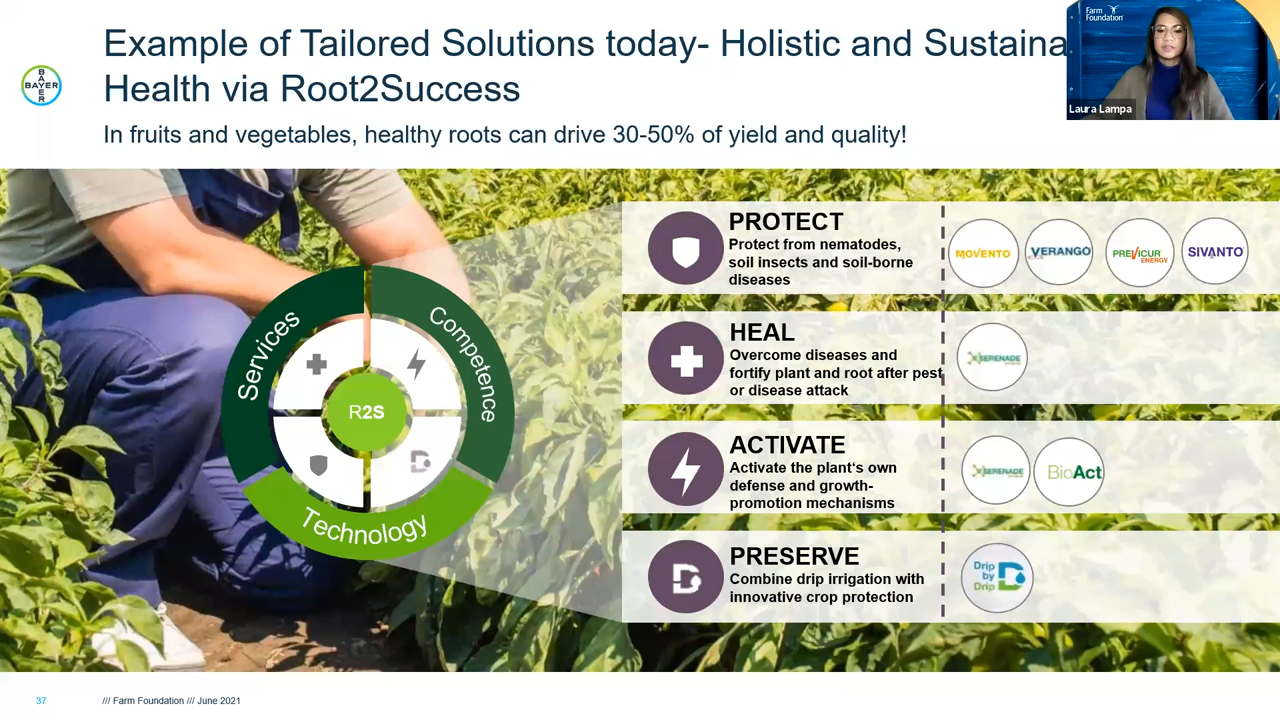 Example of Tailored Solutions today- Holistic and Sustaina
Health via Root2Success
In fruits and vegetables, healthy roots can drive 30-50% of yield and quality!
BAYER
BAYER
Farm
Foundation
Laura Lampa
Services
Competence
Technology
R2S
PROTECT
Protect from nematodes,
soil insects and soil-borne
diseases
MOVENTO
VERANGO
PREVICUR
ENERGY
SIVANTO
HEAL
Overcome diseases and
fortify plant and root after pest
or disease attack
SERENADE
ACTIVATE
Activate the plant‘s own
defense and growth-
promotion mechanisms
SERENADE
BioAct
PRESERVE
Combine drip irrigation with
innovative crop protection
Drip
by
Drip
37
/// Farm Foundation /// June 2021